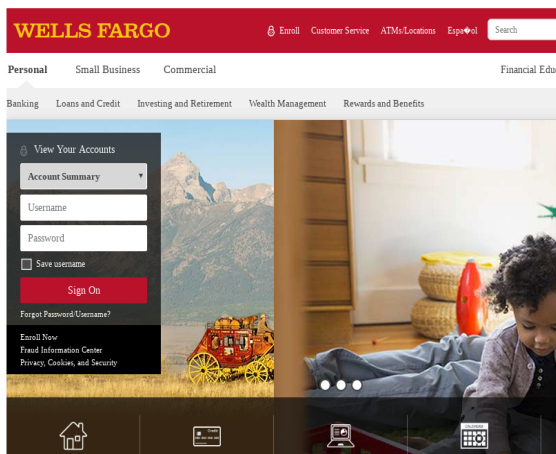 WELLS FARGO
Enroll Customer Service ATMs/Locations Espa�ol Search
Personal Small Business Commercial Financial Edu
Banking Loans and Credit Investing and Retirement Wealth Management Rewards and Benefits
View Your Accounts
Account Summary
Username
Password
Save username
Sign On
Forgot Password/Username?
Enroll Now
Fraud Information Center
Privacy, Cookies, and Security